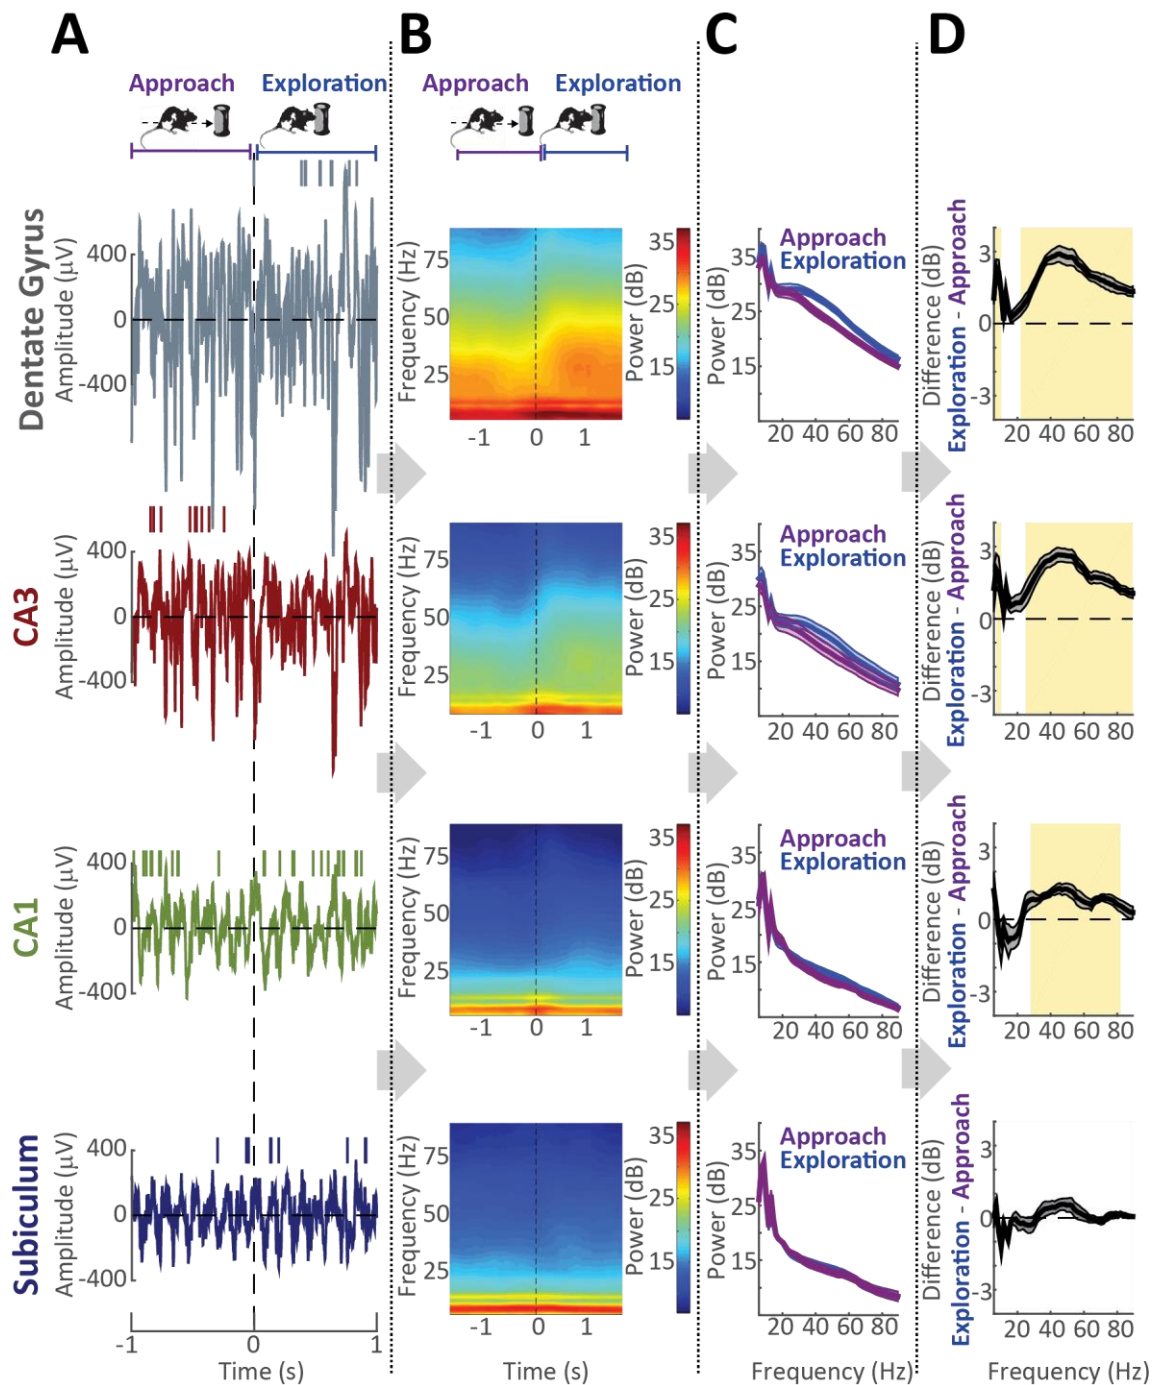 A
B
C
D
Approach
Exploration
Approach
Exploration
Dentate Gyrus
Amplitude (µV)
400
0
-400
Frequency (Hz)
75
50
25
-1 0 1
Power (dB)
35
25
15
Power (dB)
35
25
15
Approach
Exploration
20 40 60 80
Difference (dB)
Exploration - Approach
3
0
-3
20 40 60 80
CA3
Amplitude (µV)
400
0
-400
Frequency (Hz)
75
50
25
-1 0 1
Power (dB)
35
25
15
Power (dB)
35
25
15
Approach
Exploration
20 40 60 80
Difference (dB)
Exploration - Approach
3
0
-3
20 40 60 80
CA1
Amplitude (µV)
400
0
-400
Frequency (Hz)
75
50
25
-1 0 1
Power (dB)
35
25
15
Power (dB)
35
25
15
Approach
Exploration
20 40 60 80
Difference (dB)
Exploration - Approach
3
0
-3
20 40 60 80
Subiculum
Amplitude (µV)
400
0
-400
-1 0 1
Time (s)
Frequency (Hz)
75
50
25
-1 0 1
Time (s)
Power (dB)
35
25
15
Power (dB)
35
25
15
Approach
Exploration
20 40 60 80
Frequency (Hz)
Difference (dB)
Exploration - Approach
3
0
-3
20 40 60 80
Frequency (Hz)